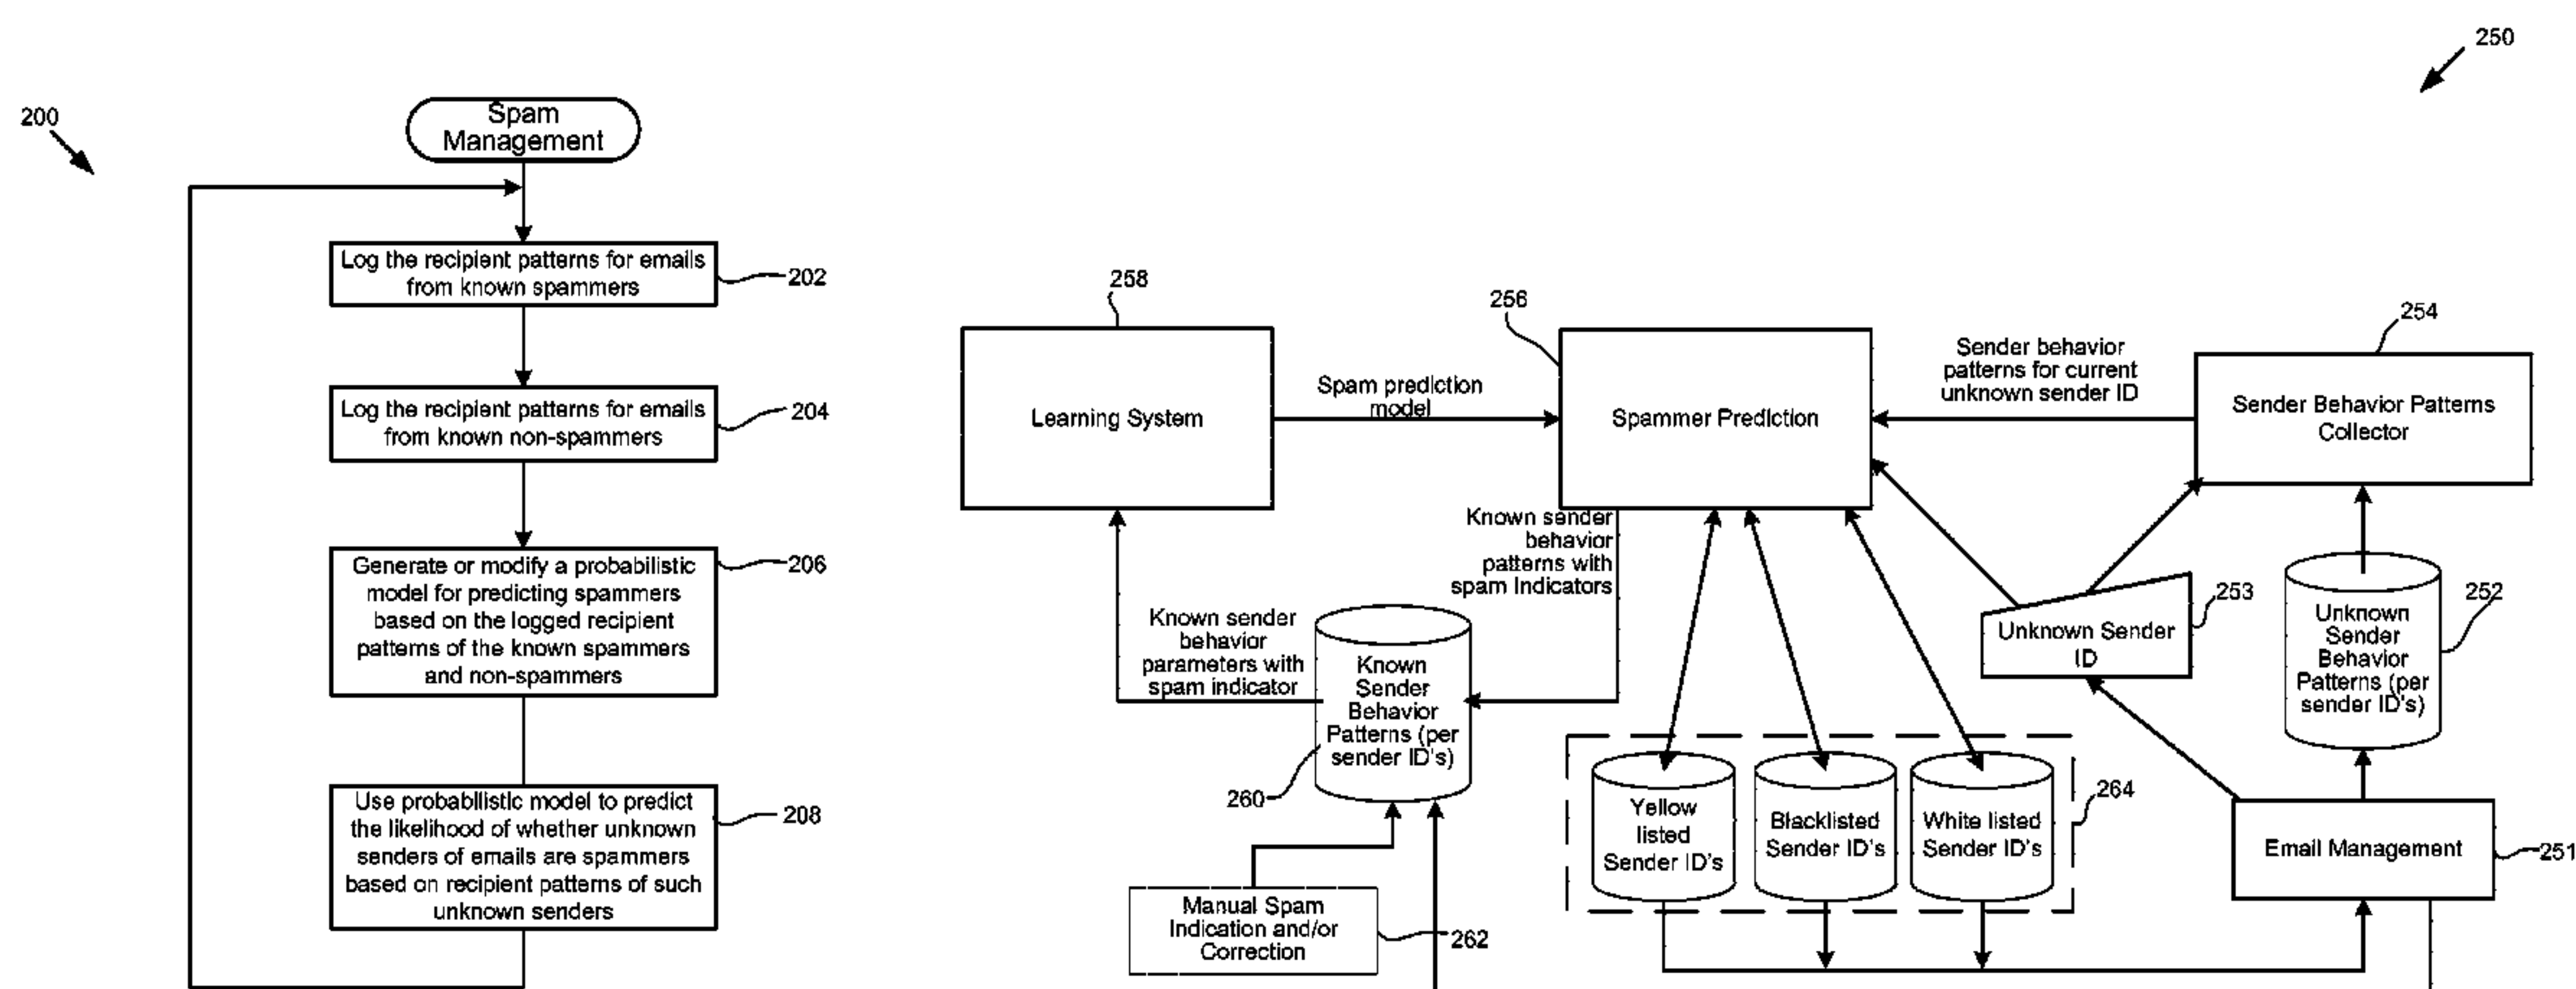 200
Spam
Management
Log the recipient patterns for emails
from known spammers
202
Log the recipient patterns for emails
from known non-spammers
204
Generate or modify a probabilistic
model for predicting spammers
based on the logged recipient
patterns of the known spammers
and non-spammers
206
Use probabilistic model to predict
the likelihood of whether unknown
senders of emails are spammers
based on recipient patterns of such
unknown senders
208
250
258
Learning System
Spam prediction
model
256
Spammer Prediction
Sender behavior
patterns for current
unknown sender ID
254
Sender Behavior Patterns
Collector
Known sender
behavior
patterns with
spam Indicators
Known sender
behavior
parameters with
spam indicator
Known
Sender
Behavior
Patterns (per
sender ID's)
260
Unknown Sender
ID
253
Unknown
Sender
Behavior
Patterns (per
sender ID's)
252
Yellow
listed
Sender ID's
Blacklisted
Sender ID's
White listed
Sender ID's
264
Email Management
251
Manual Spam
Indication and/or
Correction
262